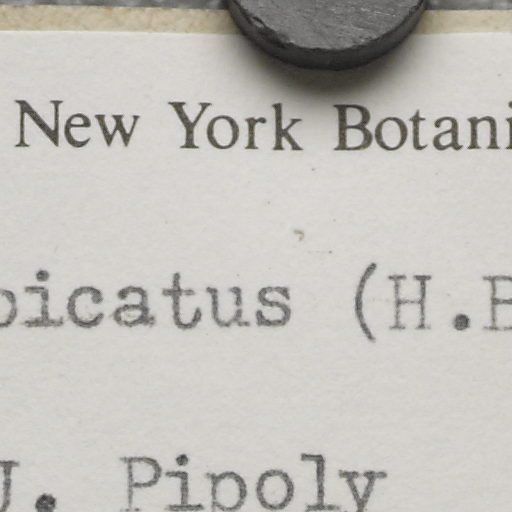 New York Botani
picatus (H.B
J. Pipoly